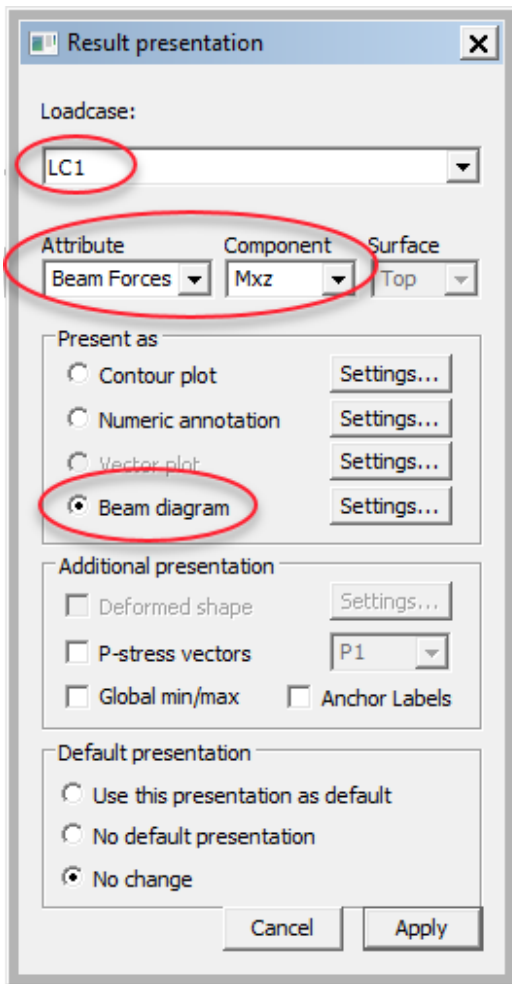 Result presentation
Loadcase:
LC1
Attribute Component Surface
Beam Forces Mxz Top
Present as
Contour plot Settings...
Numeric annotation Settings...
Vector plot Settings...
Beam diagram Settings...
Additional presentation
Deformed shape Settings...
P-stress vectors P1
Global min/max Anchor Labels
Default presentation
Use this presentation as default
No default presentation
No change
Cancel Apply